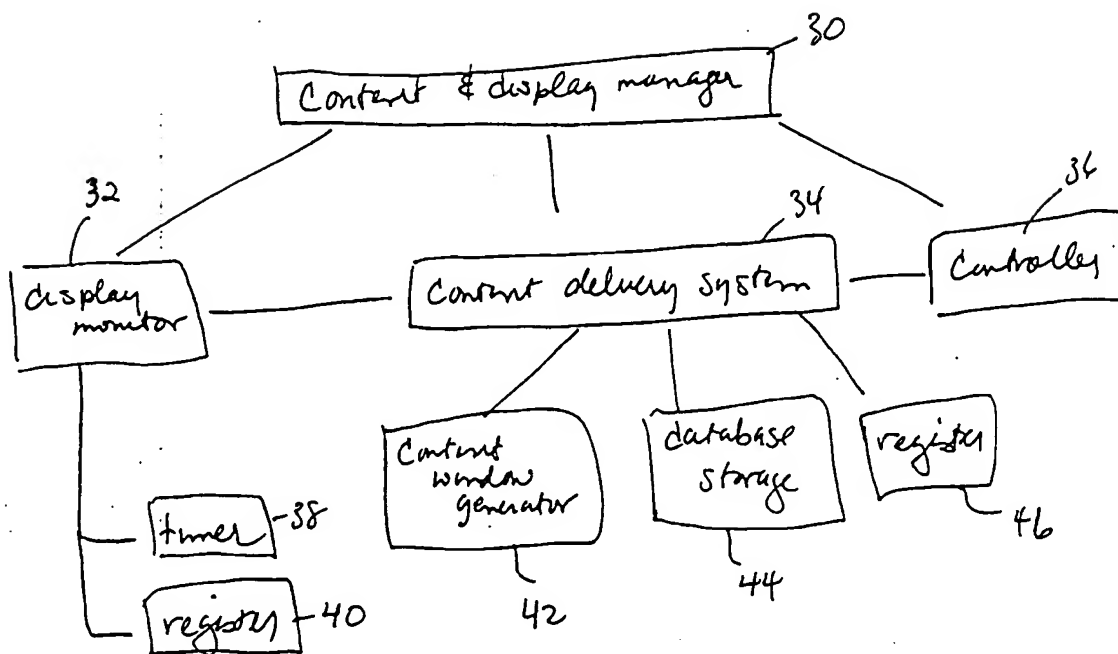 30
Content & display manager
32
34
36
display
monitor
Content delivery system
Controller
Content
window
generator
database
storage
register
timer
38
register
40
42
44
46